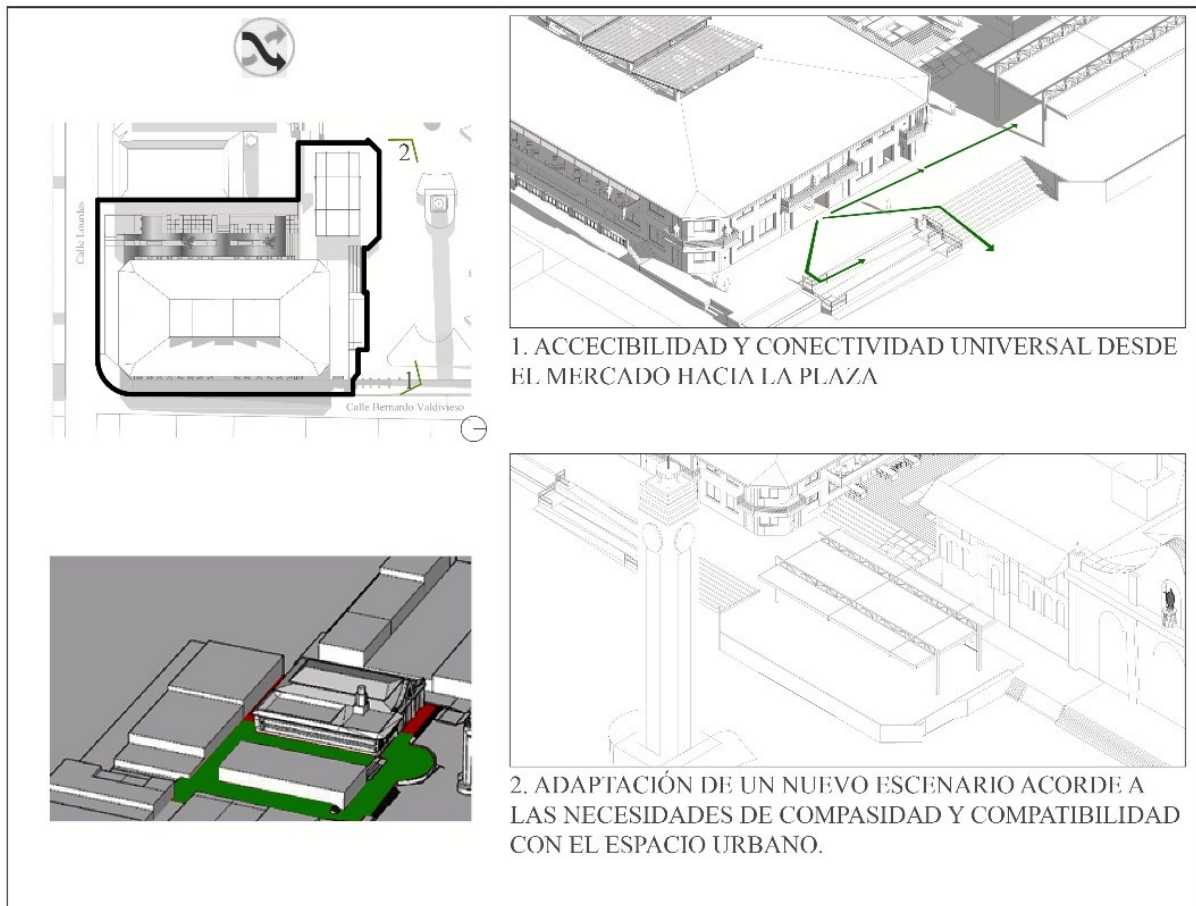 Calle Lourdes
2
1
Calle Bernardo Valdivieso
1. ACCECIBILIDAD Y CONECTIVIDAD UNIVERSAL DESDE
EL MERCADO HACIA LA PLAZA
2. ADAPTACIÓN DE UN NUEVO ESCENARIO ACORDE A
LAS NECESIDADES DE COMPASIDAD Y COMPATIBILIDAD
CON EL ESPACIO URBANO.